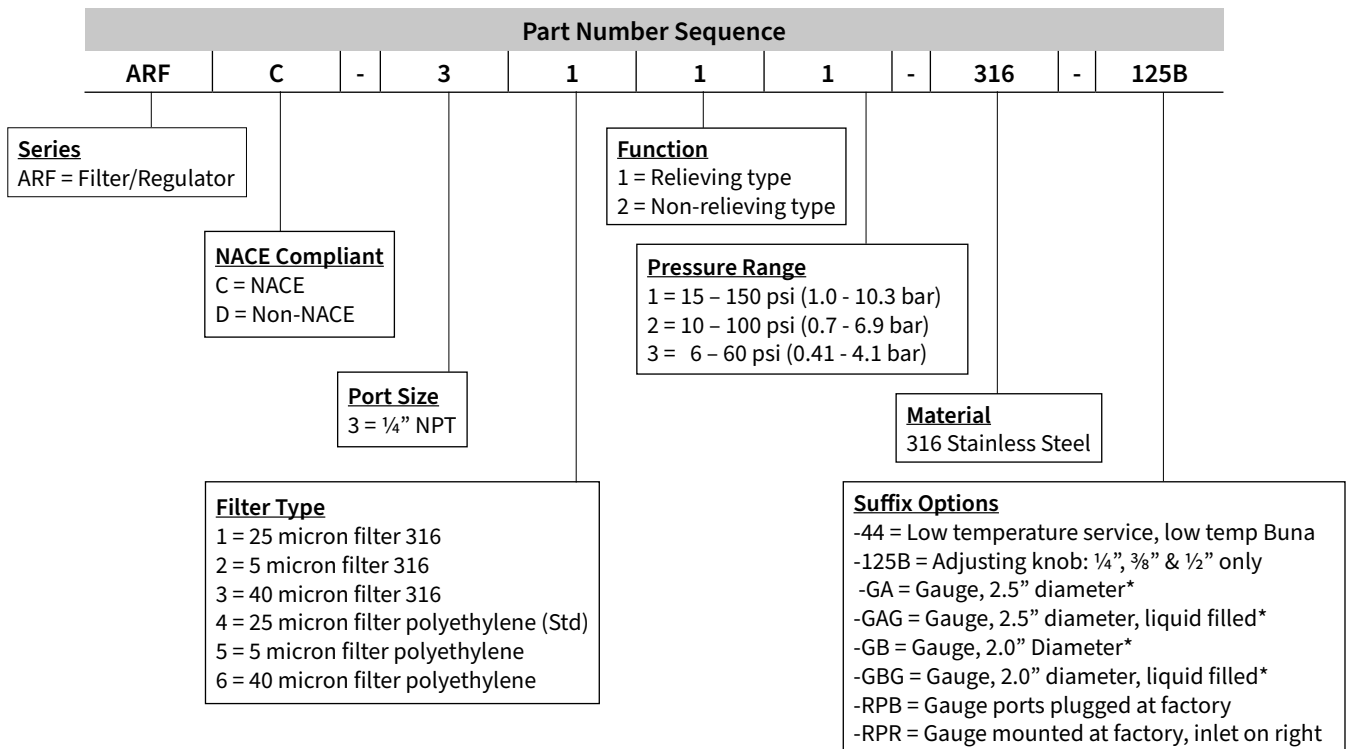 Part Number Sequence
ARF C - 3 1 1 1 - 316 - 125B
Series
ARF = Filter/Regulator
NACE Compliant
C = NACE
D = Non-NACE
Port Size
3 = ¼” NPT
Filter Type
1 = 25 micron filter 316
2 = 5 micron filter 316
3 = 40 micron filter 316
4 = 25 micron filter polyethylene (Std)
5 = 5 micron filter polyethylene
6 = 40 micron filter polyethylene
Function
1 = Relieving type
2 = Non-relieving type
Pressure Range
1 = 15 – 150 psi (1.0 - 10.3 bar)
2 = 10 – 100 psi (0.7 - 6.9 bar)
3 = 6 – 60 psi (0.41 - 4.1 bar)
Material
316 Stainless Steel
Suffix Options
-44 = Low temperature service, low temp Buna
-125B = Adjusting knob: ¼”, ⅜” & ½” only
-GA = Gauge, 2.5” diameter*
-GAG = Gauge, 2.5” diameter, liquid filled*
-GB = Gauge, 2.0” Diameter*
-GBG = Gauge, 2.0” diameter, liquid filled*
-RPB = Gauge ports plugged at factory
-RPR = Gauge mounted at factory, inlet on right